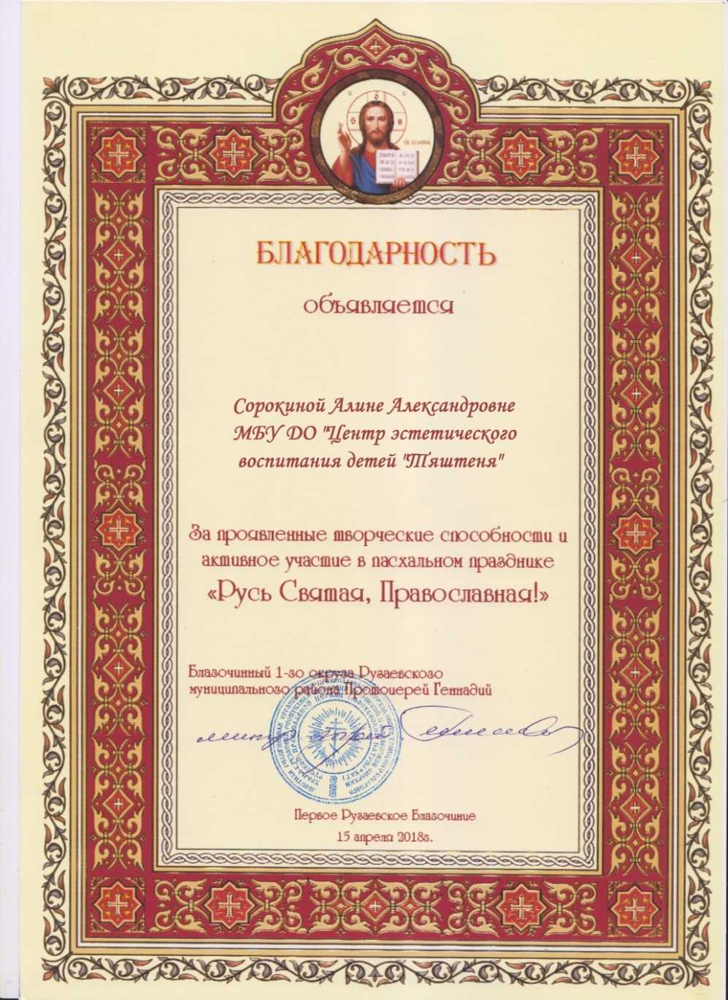 БЛАГОДАРНОСТЬ
объявляется
Сорокиной Алине Александровне
МБУ ДО "Центр эстетического
воспитания детей "Тяштеня"
За проявленные творческие способности и
активное участие в пасхальном празднике
«Русь Святая, Православная!»
Благочинный 1-го округа Рузаевского
муниципального района Протоиерей Геннадий
Первое Рузаевское Благочиние
15 апреля 2018г.